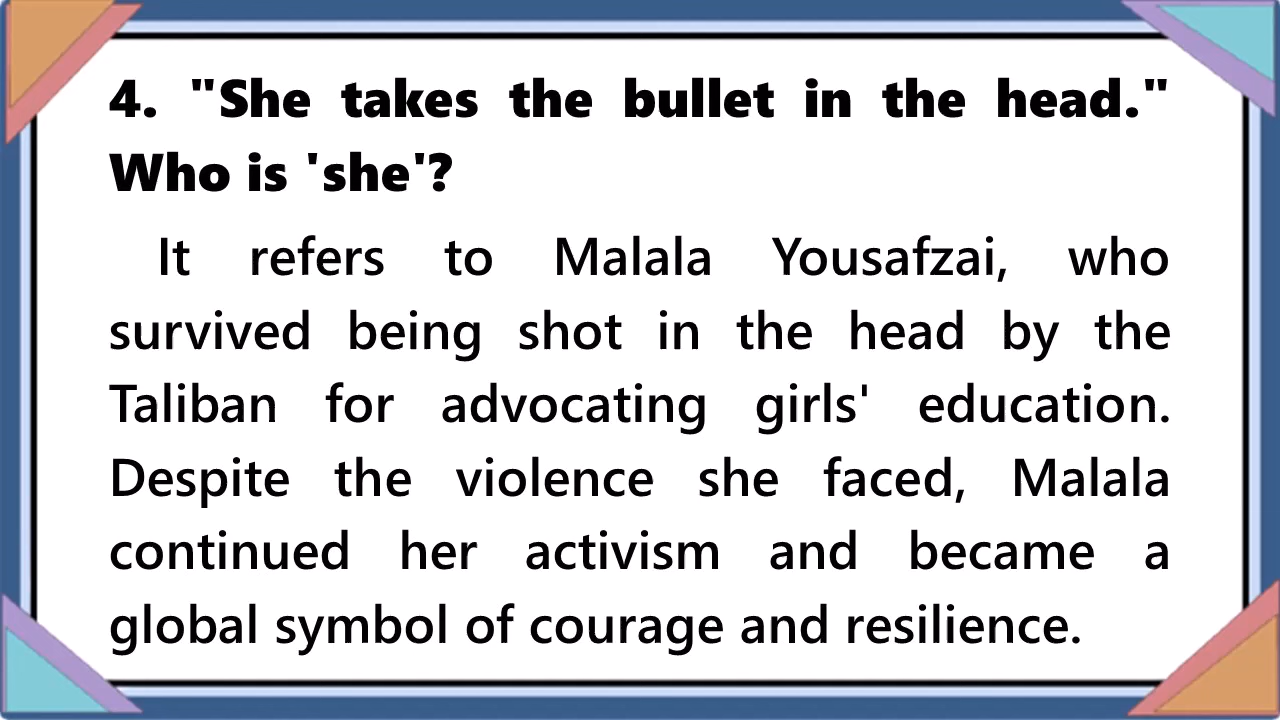 4. "She takes the bullet in the head."
Who is 'she'?
It refers to Malala Yousafzai, who
survived being shot in the head by the
Taliban for advocating girls' education.
Despite the violence she faced, Malala
continued her activism and became a
global symbol of courage and resilience.